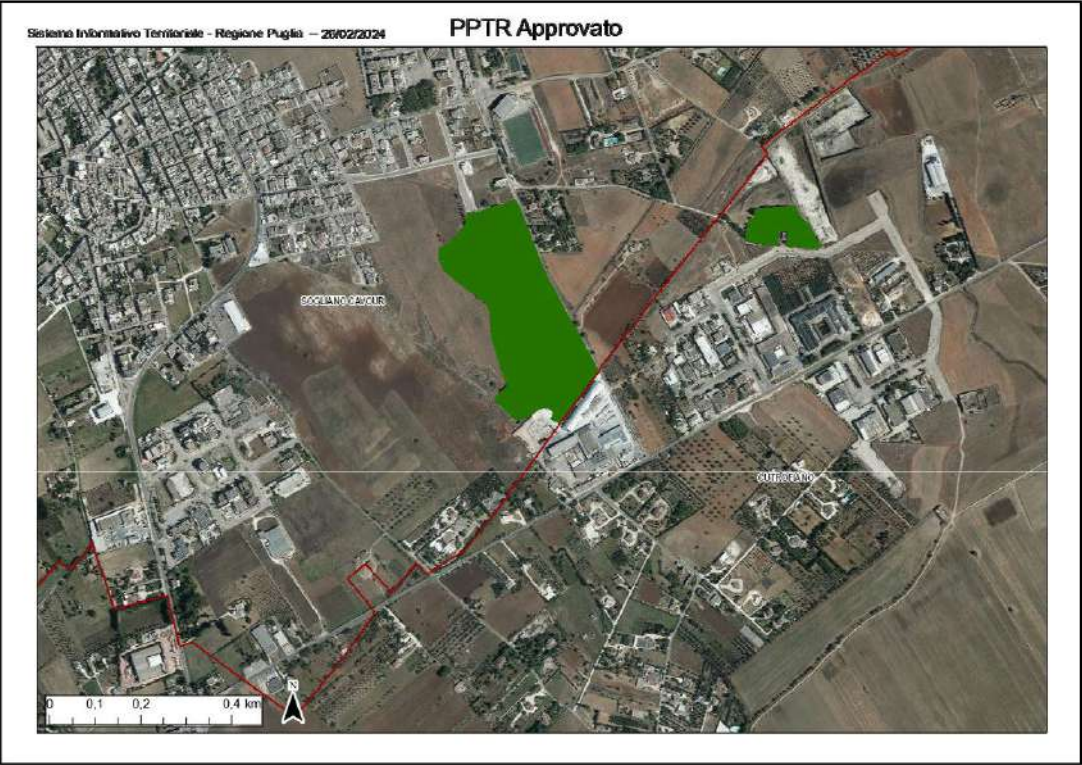 Sistema Informativo Territoriale - Regione Puglia — 26/02/2024
PPTR Approvato
SOGLIANO CAVOUR
CUTROFIANO
N
0 0,1 0,2 0,4 km